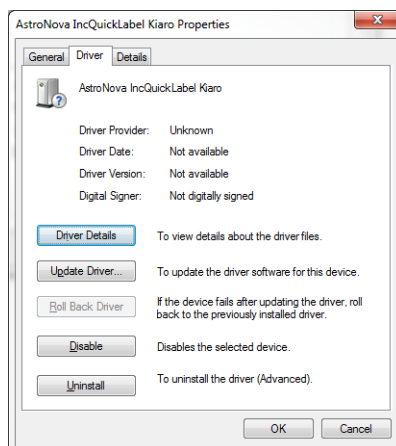 AstroNova IncQuickLabel Kiaro Properties
General Driver Details
AstroNova IncQuickLabel Kiaro
Driver Provider: Unknown
Driver Date: Not available
Driver Version: Not available
Digital Signer: Not digitally signed
Driver Details To view details about the driver files.
Update Driver... To update the driver software for this device.
Roll Back Driver If the device fails after updating the driver, roll
back to the previously installed driver.
Disable Disables the selected device.
Uninstall To uninstall the driver (Advanced).
OK Cancel